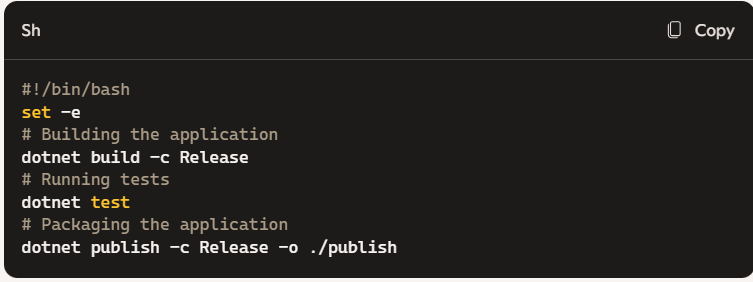 Sh
Copy
#!/bin/bash
set -e
# Building the application
dotnet build -c Release
# Running tests
dotnet test
# Packaging the application
dotnet publish -c Release -o ./publish